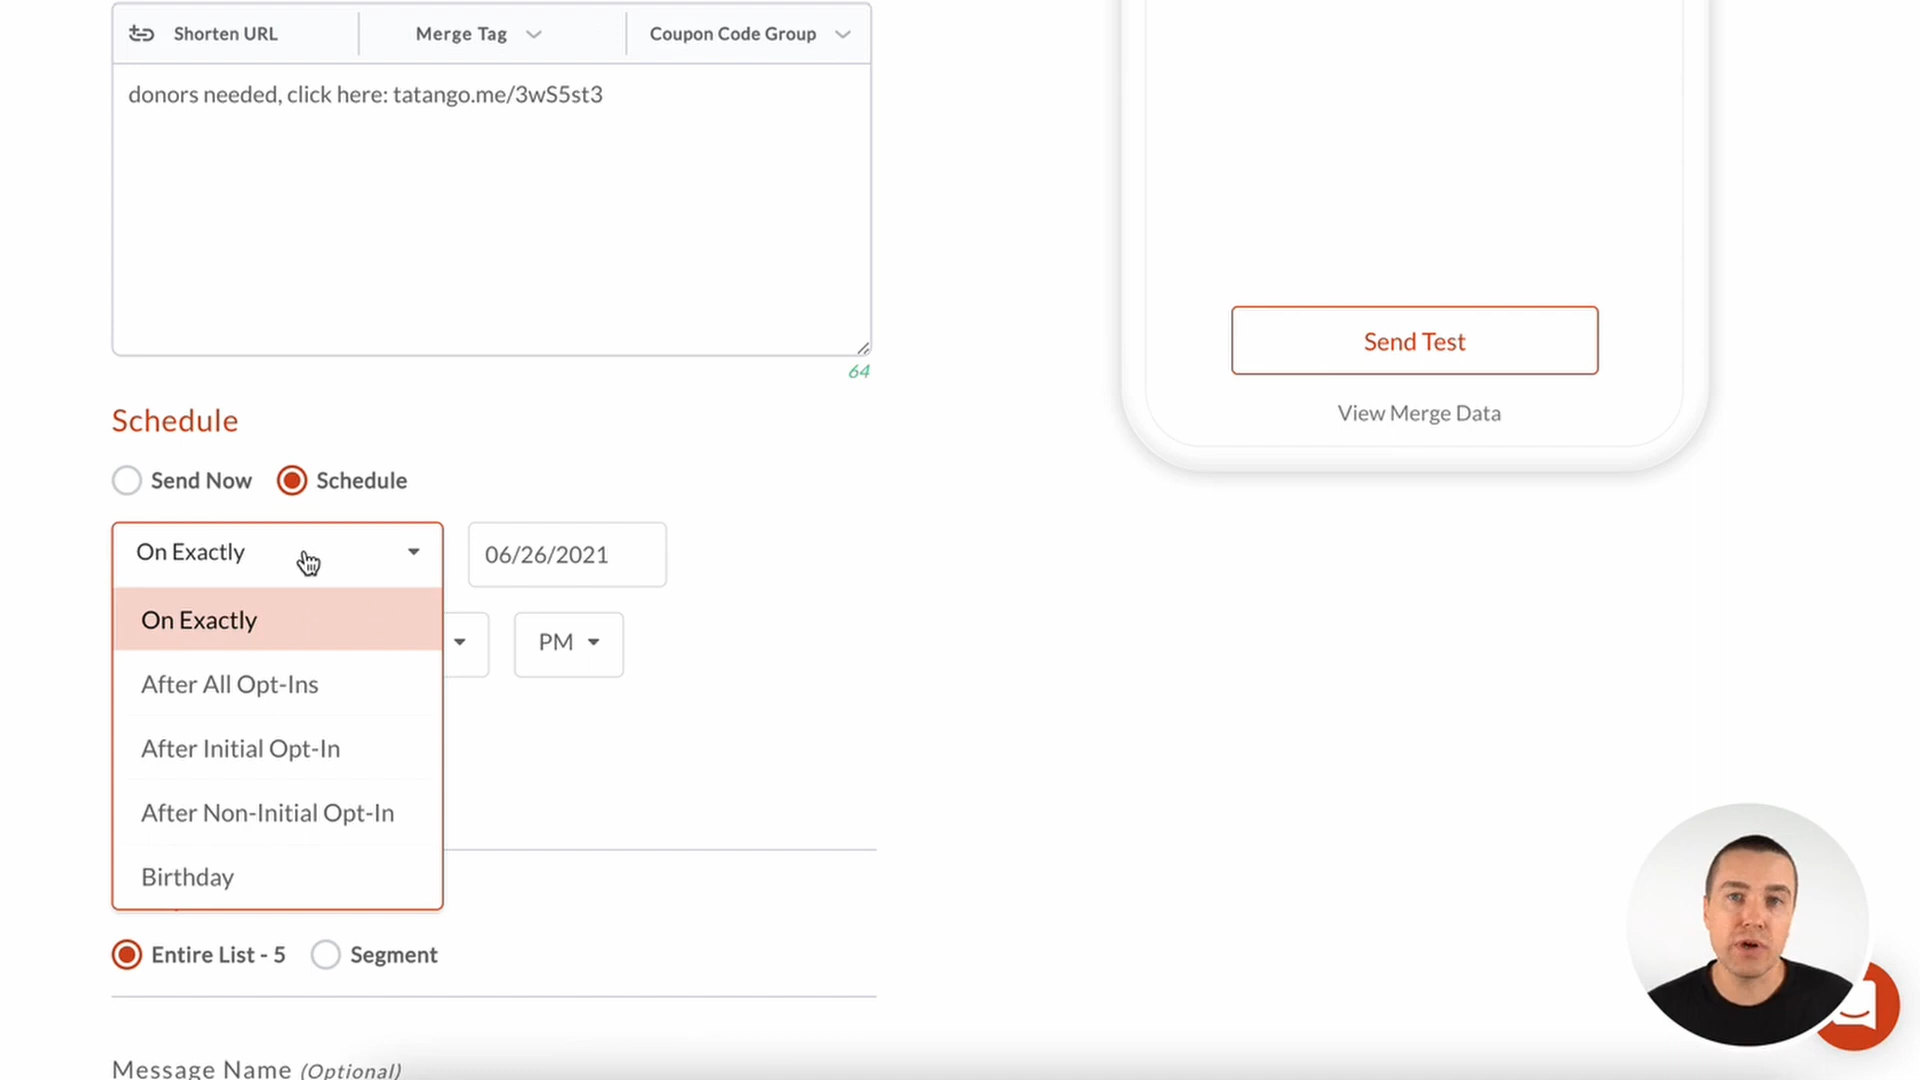 Shorten URL
Merge Tag
Coupon Code Group
donors needed, click here: tatango.me/3wS5st3
64
Schedule
Send Now
Schedule
On Exactly
06/26/2021
On Exactly
PM
After All Opt-Ins
After Initial Opt-In
After Non-Initial Opt-In
Birthday
Entire List - 5
Segment
Message Name (Optional)
Send Test
View Merge Data